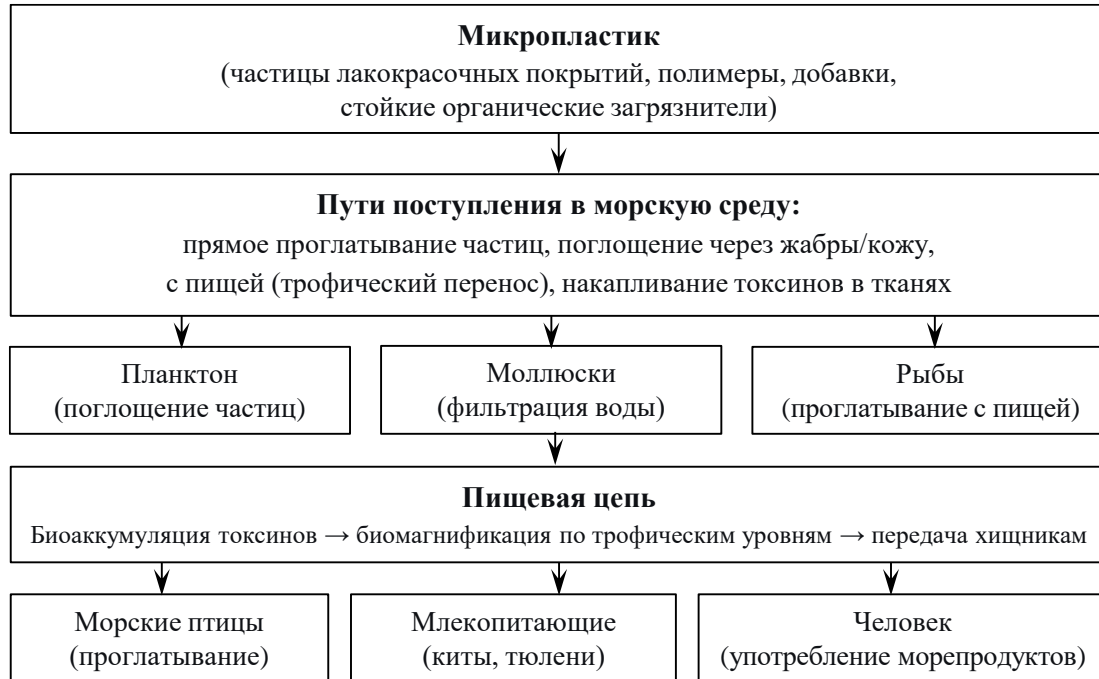 Микропластик
(частицы лакокрасочных покрытий, полимеры, добавки,
стойкие органические загрязнители)
Пути поступления в морскую среду:
прямое проглатывание частиц, поглощение через жабры/кожу,
с пищей (трофический перенос), накапливание токсинов в тканях
Планктон
(поглощение частиц)
Моллюски
(фильтрация воды)
Рыбы
(проглатывание с пищей)
Пищевая цепь
Биоаккумуляция токсинов → биомагнификация по трофическим уровням → передача хищникам
Морские птицы
(проглатывание)
Млекопитающие
(киты, тюлени)
Человек
(употребление морепродуктов)